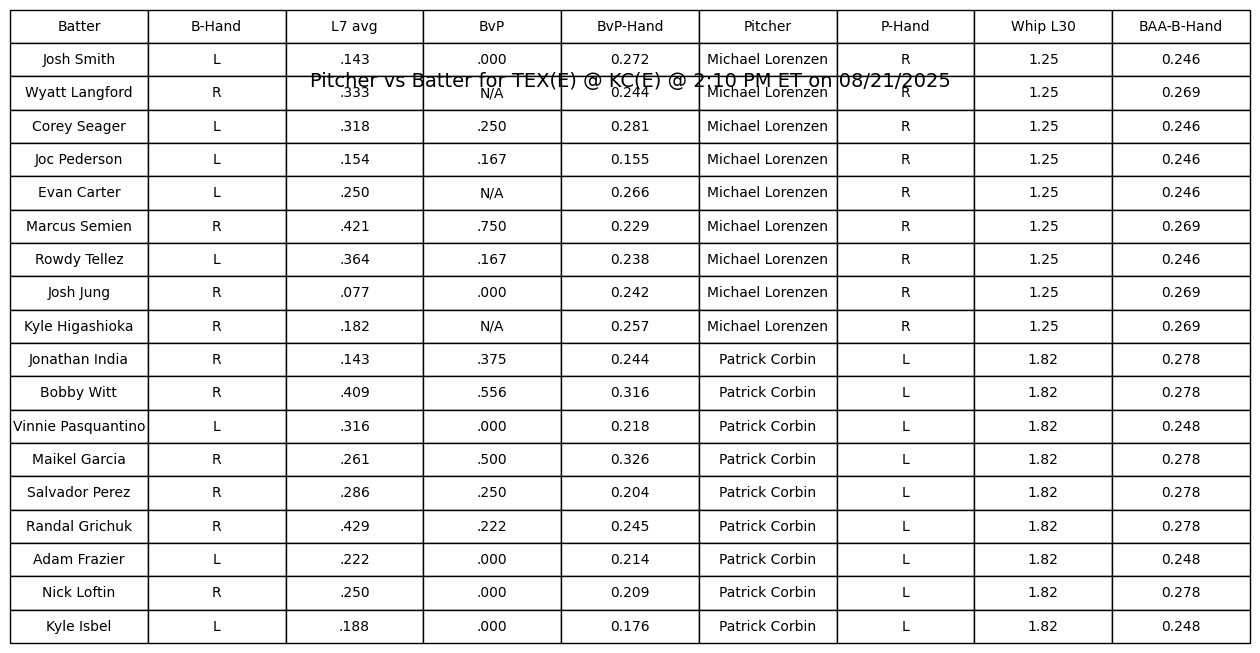 Batter B-Hand L7 avg BvP BvP-Hand Pitcher P-Hand Whip L30 BAA-B-Hand
Josh Smith L .143 .000 0.272 Michael Lorenzen R 1.25 0.246
Pitcher vs Batter for TEX(E) @ KC(E) @ 2:10 PM ET on 08/21/2025
Wyatt Langford R .333 N/A 0.244 Michael Lorenzen R 1.25 0.269
Corey Seager L .318 .250 0.281 Michael Lorenzen R 1.25 0.246
Joc Pederson L .154 .167 0.155 Michael Lorenzen R 1.25 0.246
Evan Carter L .250 N/A 0.266 Michael Lorenzen R 1.25 0.246
Marcus Semien R .421 .750 0.229 Michael Lorenzen R 1.25 0.269
Rowdy Tellez L .364 .167 0.238 Michael Lorenzen R 1.25 0.246
Josh Jung R .077 .000 0.242 Michael Lorenzen R 1.25 0.269
Kyle Higashioka R .182 N/A 0.257 Michael Lorenzen R 1.25 0.269
Jonathan India R .143 .375 0.244 Patrick Corbin L 1.82 0.278
Bobby Witt R .409 .556 0.316 Patrick Corbin L 1.82 0.278
Vinnie Pasquantino L .316 .000 0.218 Patrick Corbin L 1.82 0.248
Maikel Garcia R .261 .500 0.326 Patrick Corbin L 1.82 0.278
Salvador Perez R .286 .250 0.204 Patrick Corbin L 1.82 0.278
Randal Grichuk R .429 .222 0.245 Patrick Corbin L 1.82 0.278
Adam Frazier L .222 .000 0.214 Patrick Corbin L 1.82 0.248
Nick Loftin R .250 .000 0.209 Patrick Corbin L 1.82 0.278
Kyle Isbel L .188 .000 0.176 Patrick Corbin L 1.82 0.248